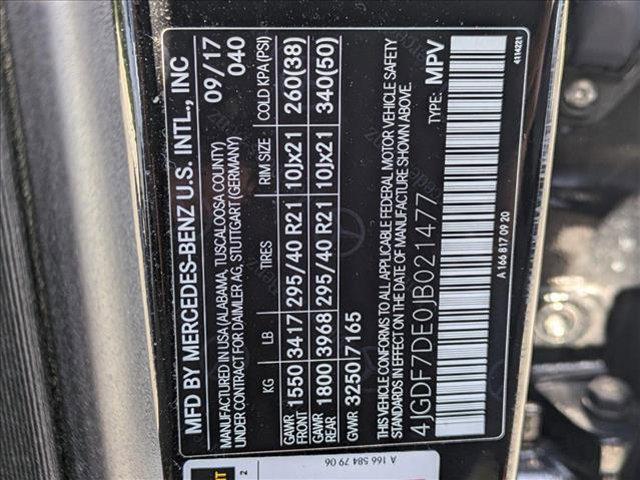 MFD BY MERCEDES-BENZ U.S. INTL., INC 09/17
MANUFACTURED IN USA (ALABAMA, TUSCALOOSA COUNTY) 040
UNDER CONTRACT FOR DAIMLER AG, STUTTGART (GERMANY)
KG LB TIRES RIM SIZE COLD KPA (PSI)
GAWR FRONT 1550 3417 295/40 R21 10Jx21 260(38)
GAWR REAR 1800 3968 295/40 R21 10Jx21 340(50)
GVWR 3250 7165
THIS VEHICLE CONFORMS TO ALL APPLICABLE FEDERAL MOTOR VEHICLE SAFETY
STANDARDS IN EFFECT ON THE DATE OF MANUFACTURE SHOWN ABOVE.
4JGDF7DE0JB021477 TYPE: MPV
A 166 817 09 20 4114221
A 166 584 79 06
2